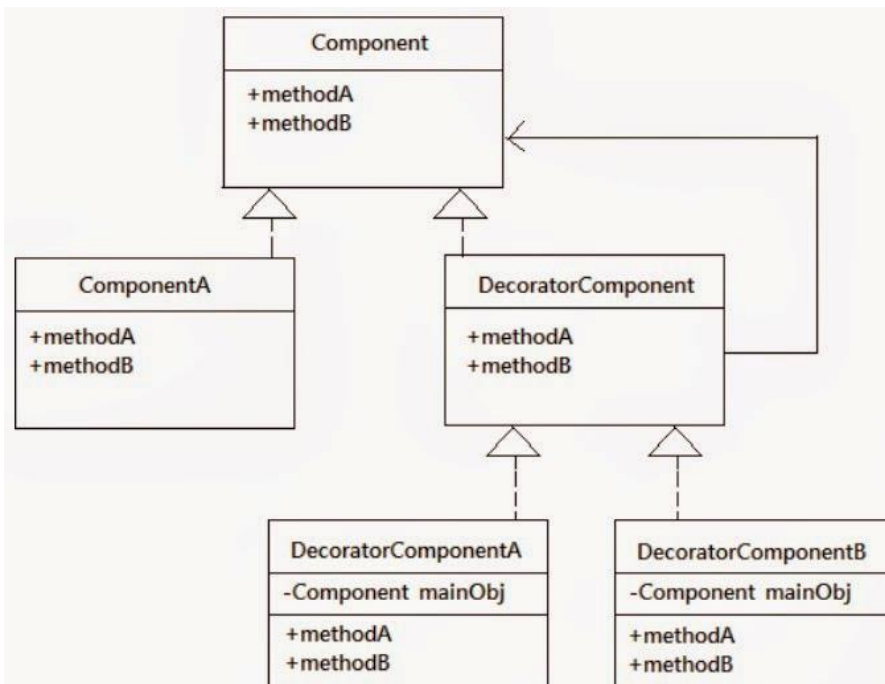 Component
+methodA
+methodB
ComponentA
+methodA
+methodB
DecoratorComponent
+methodA
+methodB
DecoratorComponentA
-Component mainObj
+methodA
+methodB
DecoratorComponentB
-Component mainObj
+methodA
+methodB